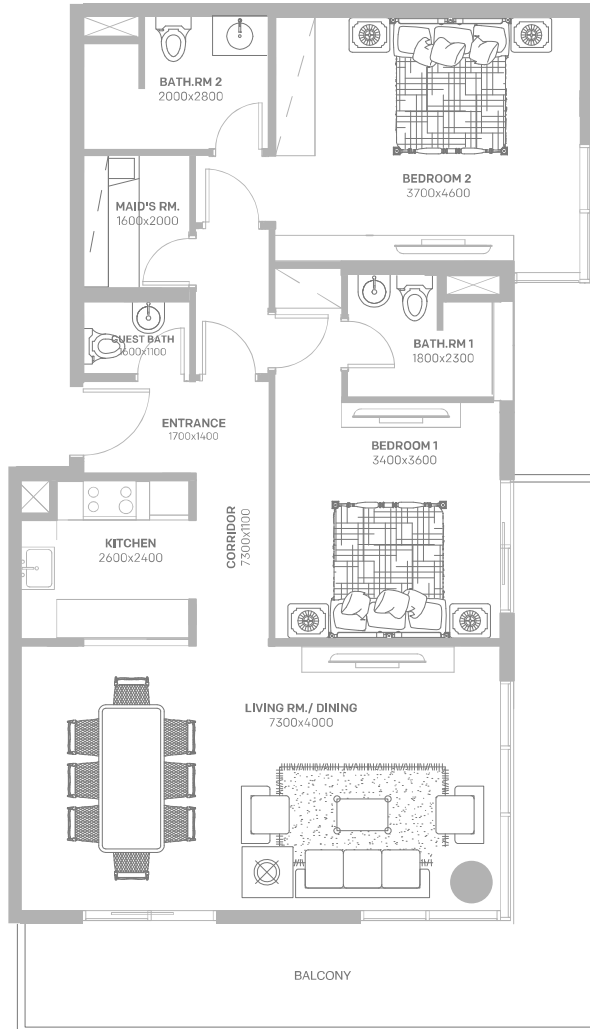 BATH.RM 2
2000x2800
BEDROOM 2
3700x4600
MAID'S RM.
1600x2000
GUEST BATH
1600x1100
BATH.RM 1
1800x2300
ENTRANCE
1700x1400
BEDROOM 1
3400x3600
KITCHEN
2600x2400
CORRIDOR
7300x1100
LIVING RM./ DINING
7300x4000
BALCONY